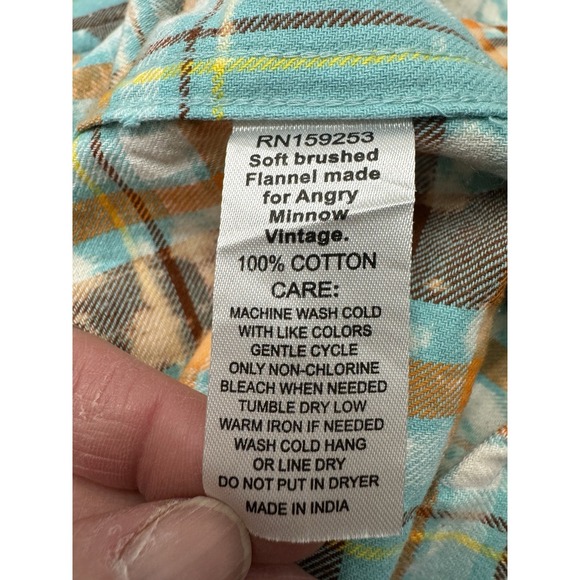 RN159253
Soft brushed
Flannel made
for Angry
Minnow
Vintage.
100% COTTON
CARE:
MACHINE WASH COLD
WITH LIKE COLORS
GENTLE CYCLE
ONLY NON-CHLORINE
BLEACH WHEN NEEDED
TUMBLE DRY LOW
WARM IRON IF NEEDED
WASH COLD HANG
OR LINE DRY
DO NOT PUT IN DRYER
MADE IN INDIA